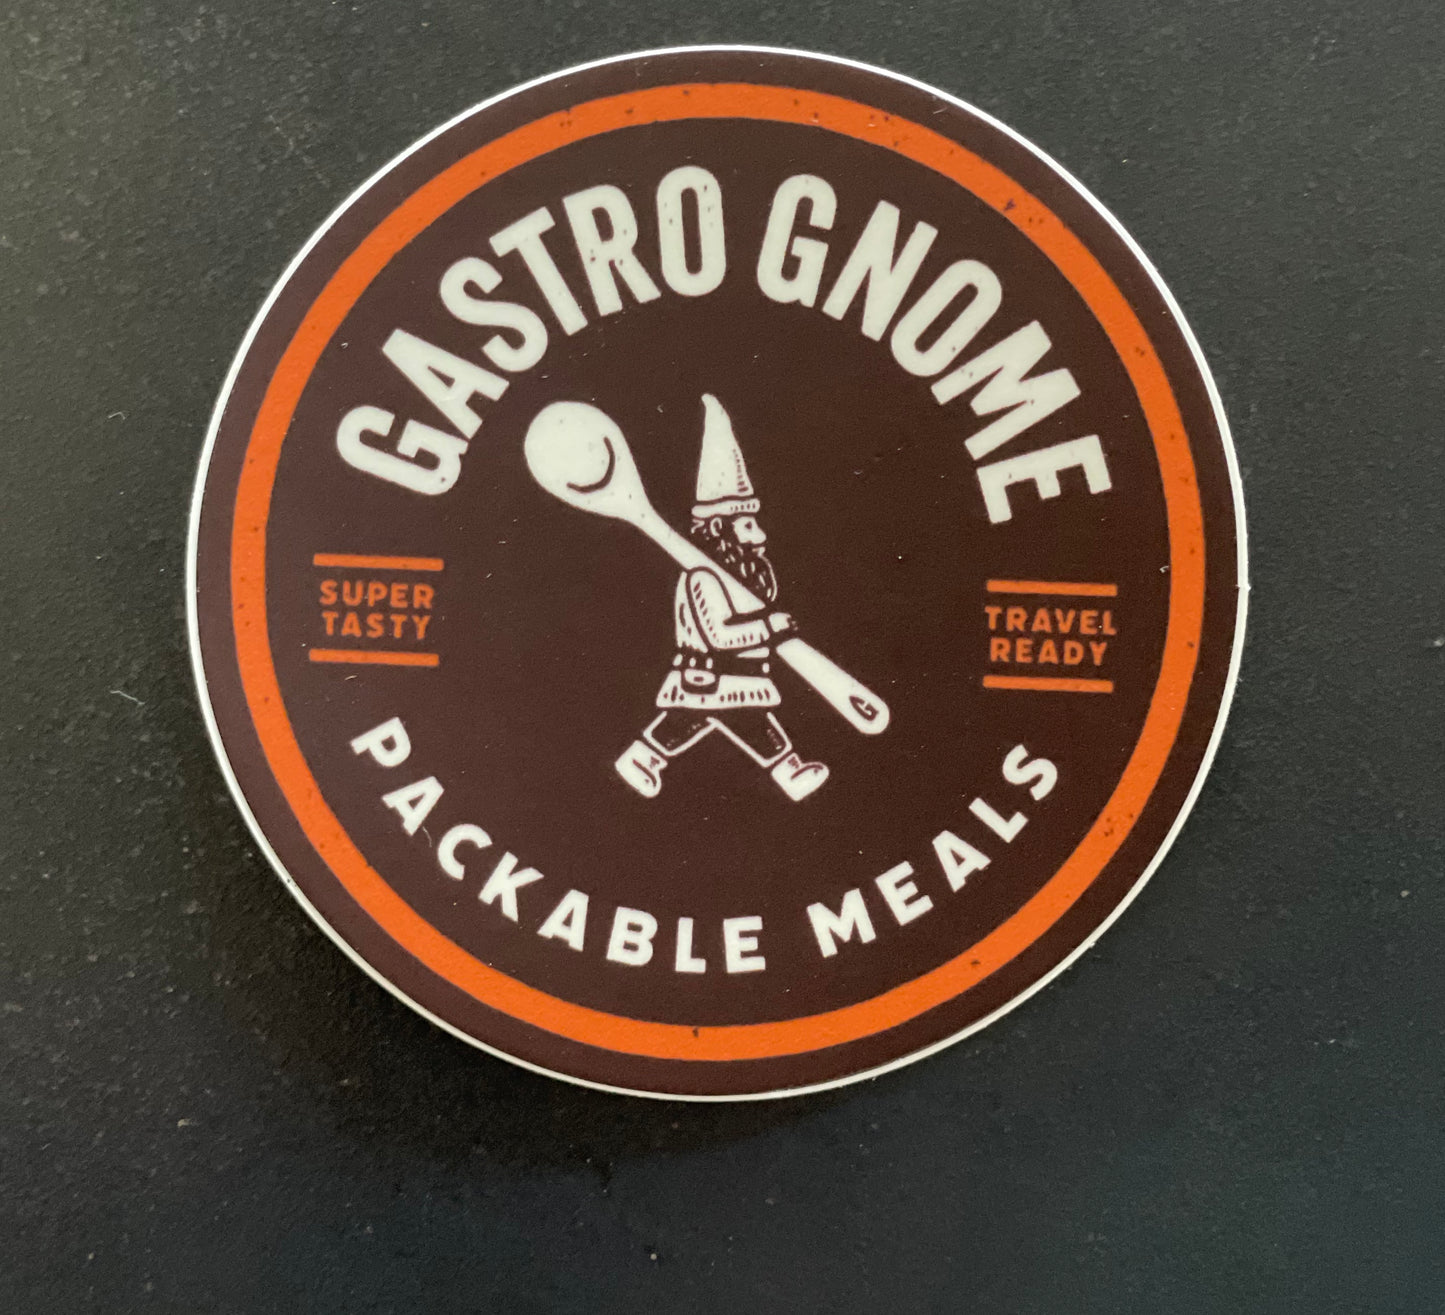 GASTRO GNOME
SUPER
TASTY
TRAVEL
READY
G
PACKABLE MEALS